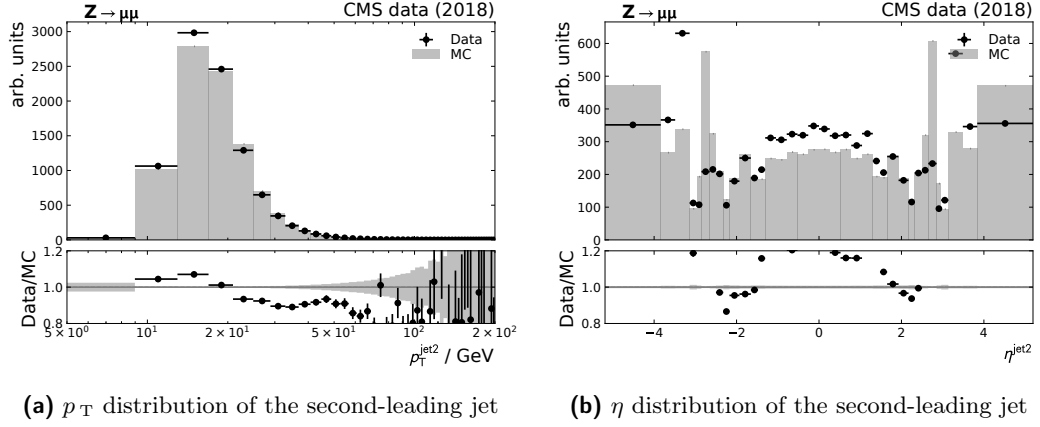 Z → μμ CMS data (2018)
arb. units
3000
2500
2000
1500
1000
500
0
Data
MC
Data/MC
1.2
1.0
0.8
5 × 10⁰ 10¹ 2 × 10¹ 5 × 10¹ 10² 2 × 10²
p_T^jet2 / GeV
(a) p_T distribution of the second-leading jet
Z → μμ CMS data (2018)
arb. units
600
500
400
300
200
100
0
Data
MC
Data/MC
1.2
1.0
0.8
−4 −2 0 2 4
η^jet2
(b) η distribution of the second-leading jet